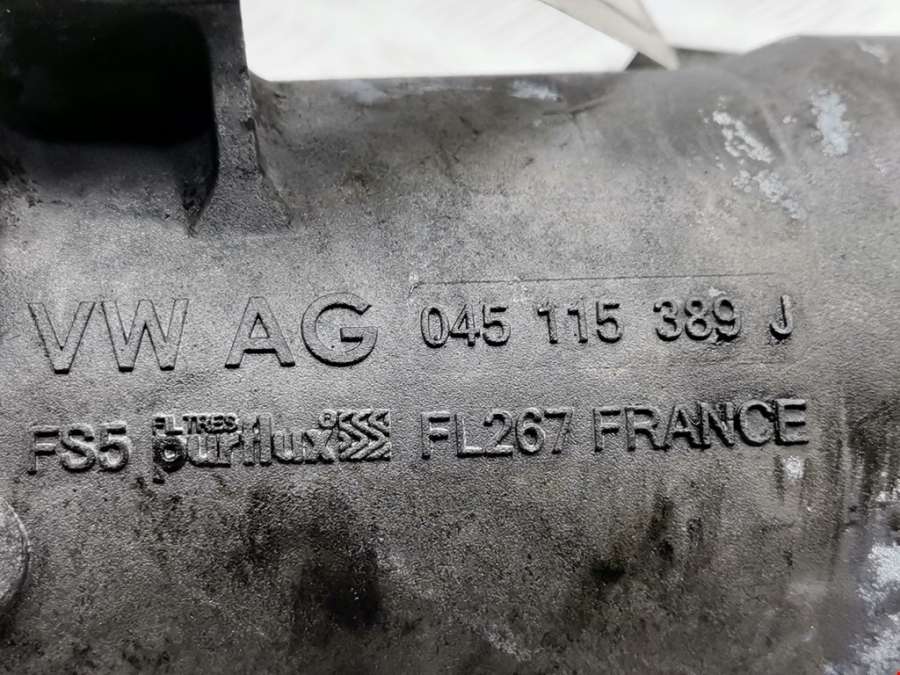 VW AG 045 115 389 J
FS5 FILTRES purflux® FL267 FRANCE